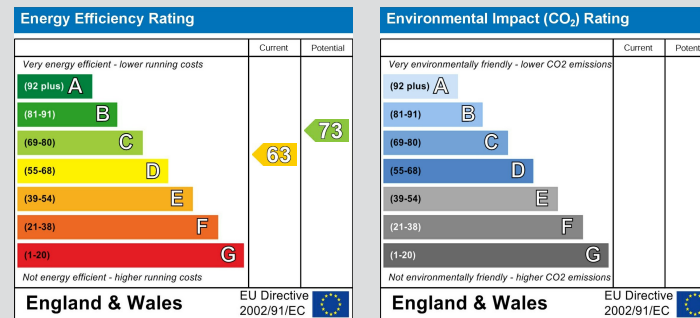 Energy Efficiency Rating
Current Potential
Very energy efficient - lower running costs
(92 plus) A
(81-91) B
(69-80) C
73
63
(55-68) D
(39-54) E
(21-38) F
(1-20) G
Not energy efficient - higher running costs
England & Wales
EU Directive
2002/91/EC
Environmental Impact (CO₂) Rating
Current Potent
Very environmentally friendly - lower CO2 emissions
(92 plus) A
(81-91) B
(69-80) C
(55-68) D
(39-54) E
(21-38) F
(1-20) G
Not environmentally friendly - higher CO2 emissions
England & Wales
EU Directive
2002/91/EC